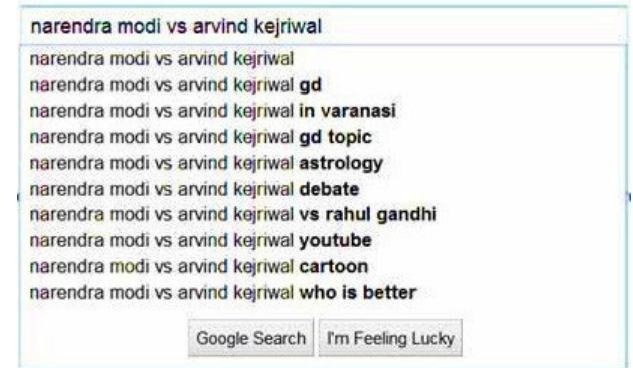 narendra modi vs arvind kejriwal
narendra modi vs arvind kejriwal
narendra modi vs arvind kejriwal gd
narendra modi vs arvind kejriwal in varanasi
narendra modi vs arvind kejriwal gd topic
narendra modi vs arvind kejriwal astrology
narendra modi vs arvind kejriwal debate
narendra modi vs arvind kejriwal vs rahul gandhi
narendra modi vs arvind kejriwal youtube
narendra modi vs arvind kejriwal cartoon
narendra modi vs arvind kejriwal who is better
Google Search I'm Feeling Lucky